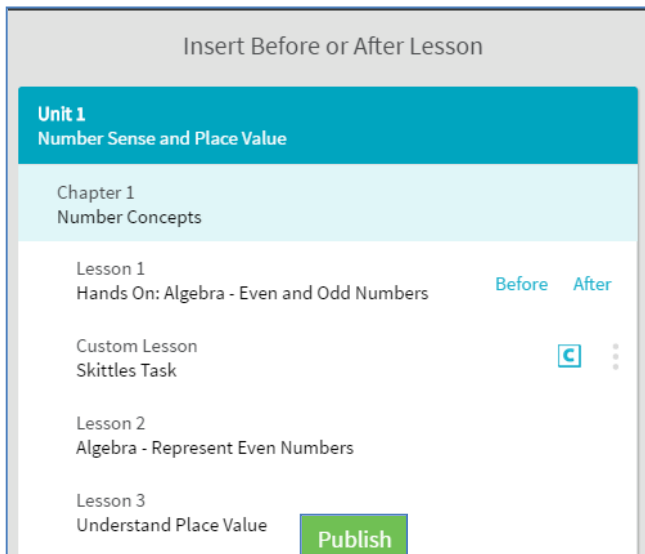 Insert Before or After Lesson
Unit 1
Number Sense and Place Value
Chapter 1
Number Concepts
Lesson 1
Hands On: Algebra - Even and Odd Numbers
Before After
Custom Lesson
Skittles Task
C
Lesson 2
Algebra - Represent Even Numbers
Lesson 3
Understand Place Value
Publish